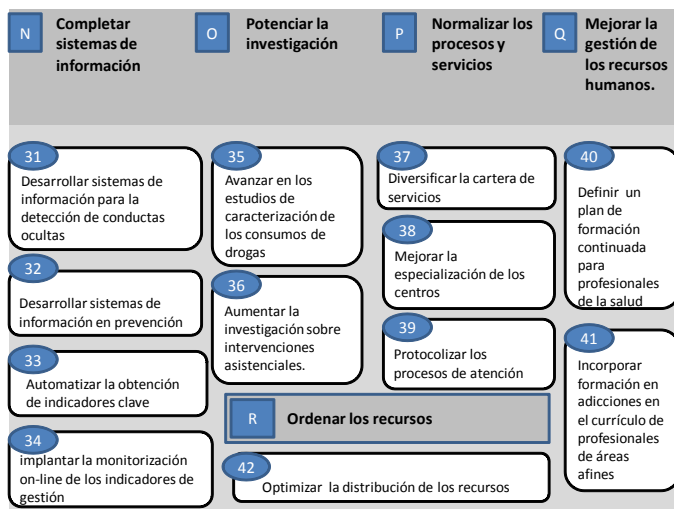 N
Completar
sistemas de
información
O
Potenciar la
investigación
P
Normalizar los
procesos y
servicios
Q
Mejorar la
gestión de
los recursos
humanos.
31
Desarrollar sistemas de
información para la
detección de conductas
ocultas
32
Desarrollar sistemas de
información en prevención
33
Automatizar la obtención
de indicadores clave
34
implantar la monitorización
on-line de los indicadores de
gestión
35
Avanzar en los
estudios de
caracterización de
los consumos de
drogas
36
Aumentar la
investigación sobre
intervenciones
asistenciales.
37
Diversificar la cartera de
servicios
38
Mejorar la
especialización de los
centros
39
Protocolizar los
procesos de atención
40
Definir un
plan de
formación
continuada
para
profesionales
de la salud
41
Incorporar
formación en
adicciones en
el currículo de
profesionales
de áreas
afines
R
Ordenar los recursos
42
Optimizar la distribución de los recursos